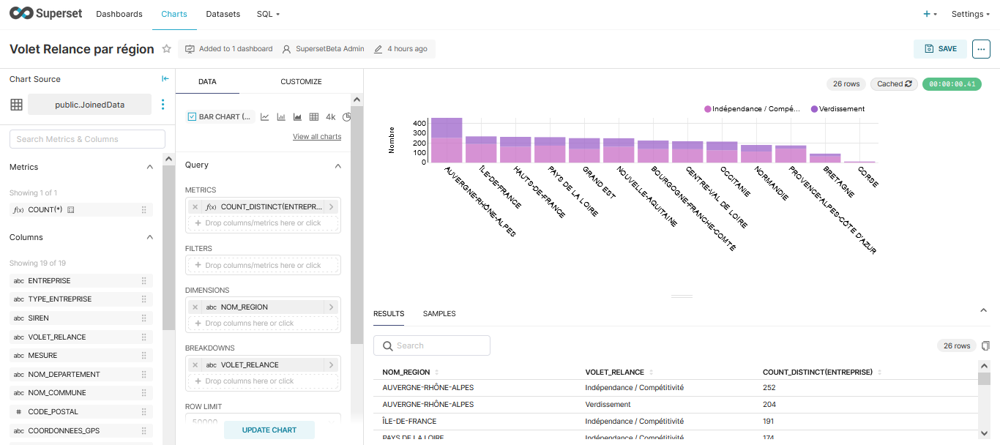 Superset Dashboards Charts Datasets SQL Settings
Volet Relance par région Added to 1 dashboard SupersetBeta Admin 4 hours ago SAVE ...
Chart Source
public.JoinedData
Search Metrics & Columns
Metrics
Showing 1 of 1
f(x) COUNT(*)
Columns
Showing 19 of 19
abc ENTREPRISE
abc TYPE_ENTREPRISE
abc SIREN
abc VOLET_RELANCE
abc MESURE
abc NOM_DEPARTEMENT
abc NOM_COMMUNE
# CODE_POSTAL
abc COORDONNEES_GPS
DATA CUSTOMIZE
BAR CHART (... 4k
View all charts
Query
METRICS
f(x) COUNT_DISTINCT(ENTREPR...
Drop columns/metrics here or click
FILTERS
Drop columns/metrics here or click
DIMENSIONS
abc NOM_REGION
Drop columns here or click
BREAKDOWNS
abc VOLET_RELANCE
Drop columns here or click
ROW LIMIT
50000
UPDATE CHART
26 rows Cached 00:00:00.41
Indépendance / Compé... Verdissement
Nombre
400
300
200
100
0
AUVERGNE-RHÔNE-ALPES
ÎLE-DE-FRANCE
HAUTS-DE-FRANCE
PAYS DE LA LOIRE
GRAND EST
NOUVELLE-AQUITAINE
BOURGOGNE-FRANCHE-COMTÉ
CENTRE-VAL DE LOIRE
OCCITANIE
NORMANDIE
PROVENCE-ALPES-CÔTE D'AZUR
BRETAGNE
CORSE
RESULTS SAMPLES
Search 26 rows
NOM_REGION VOLET_RELANCE COUNT_DISTINCT(ENTREPRISE)
AUVERGNE-RHÔNE-ALPES Indépendance / Compétitivité 252
AUVERGNE-RHÔNE-ALPES Verdissement 204
ÎLE-DE-FRANCE Indépendance / Compétitivité 191
PAYS DE LA LOIRE Indépendance / Compétitivité 174